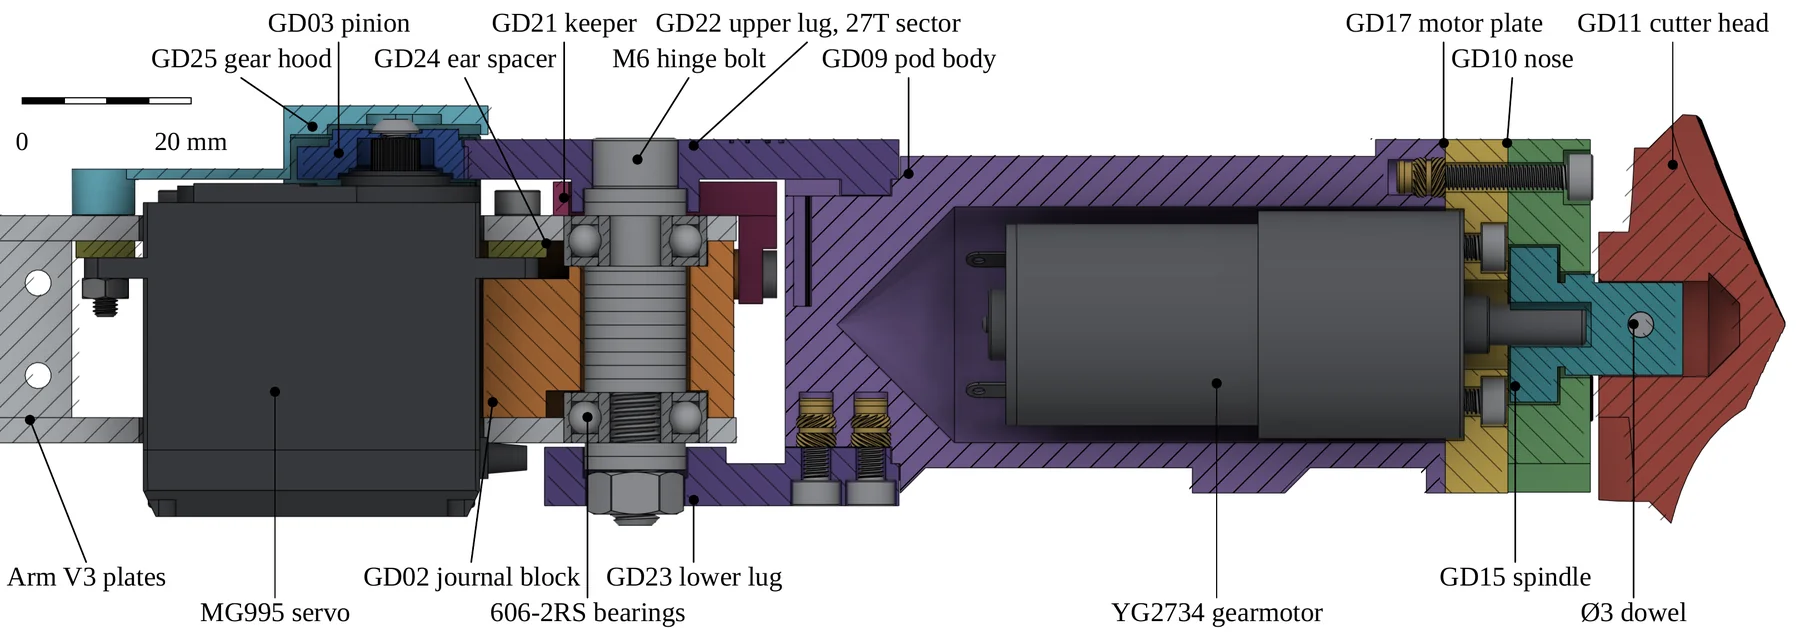 GD03 pinion GD21 keeper GD22 upper lug, 27T sector GD17 motor plate GD11 cutter head
GD25 gear hood GD24 ear spacer M6 hinge bolt GD09 pod body GD10 nose
0 20 mm
Arm V3 plates GD02 journal block GD23 lower lug GD15 spindle
MG995 servo 606-2RS bearings YG2734 gearmotor Ø3 dowel